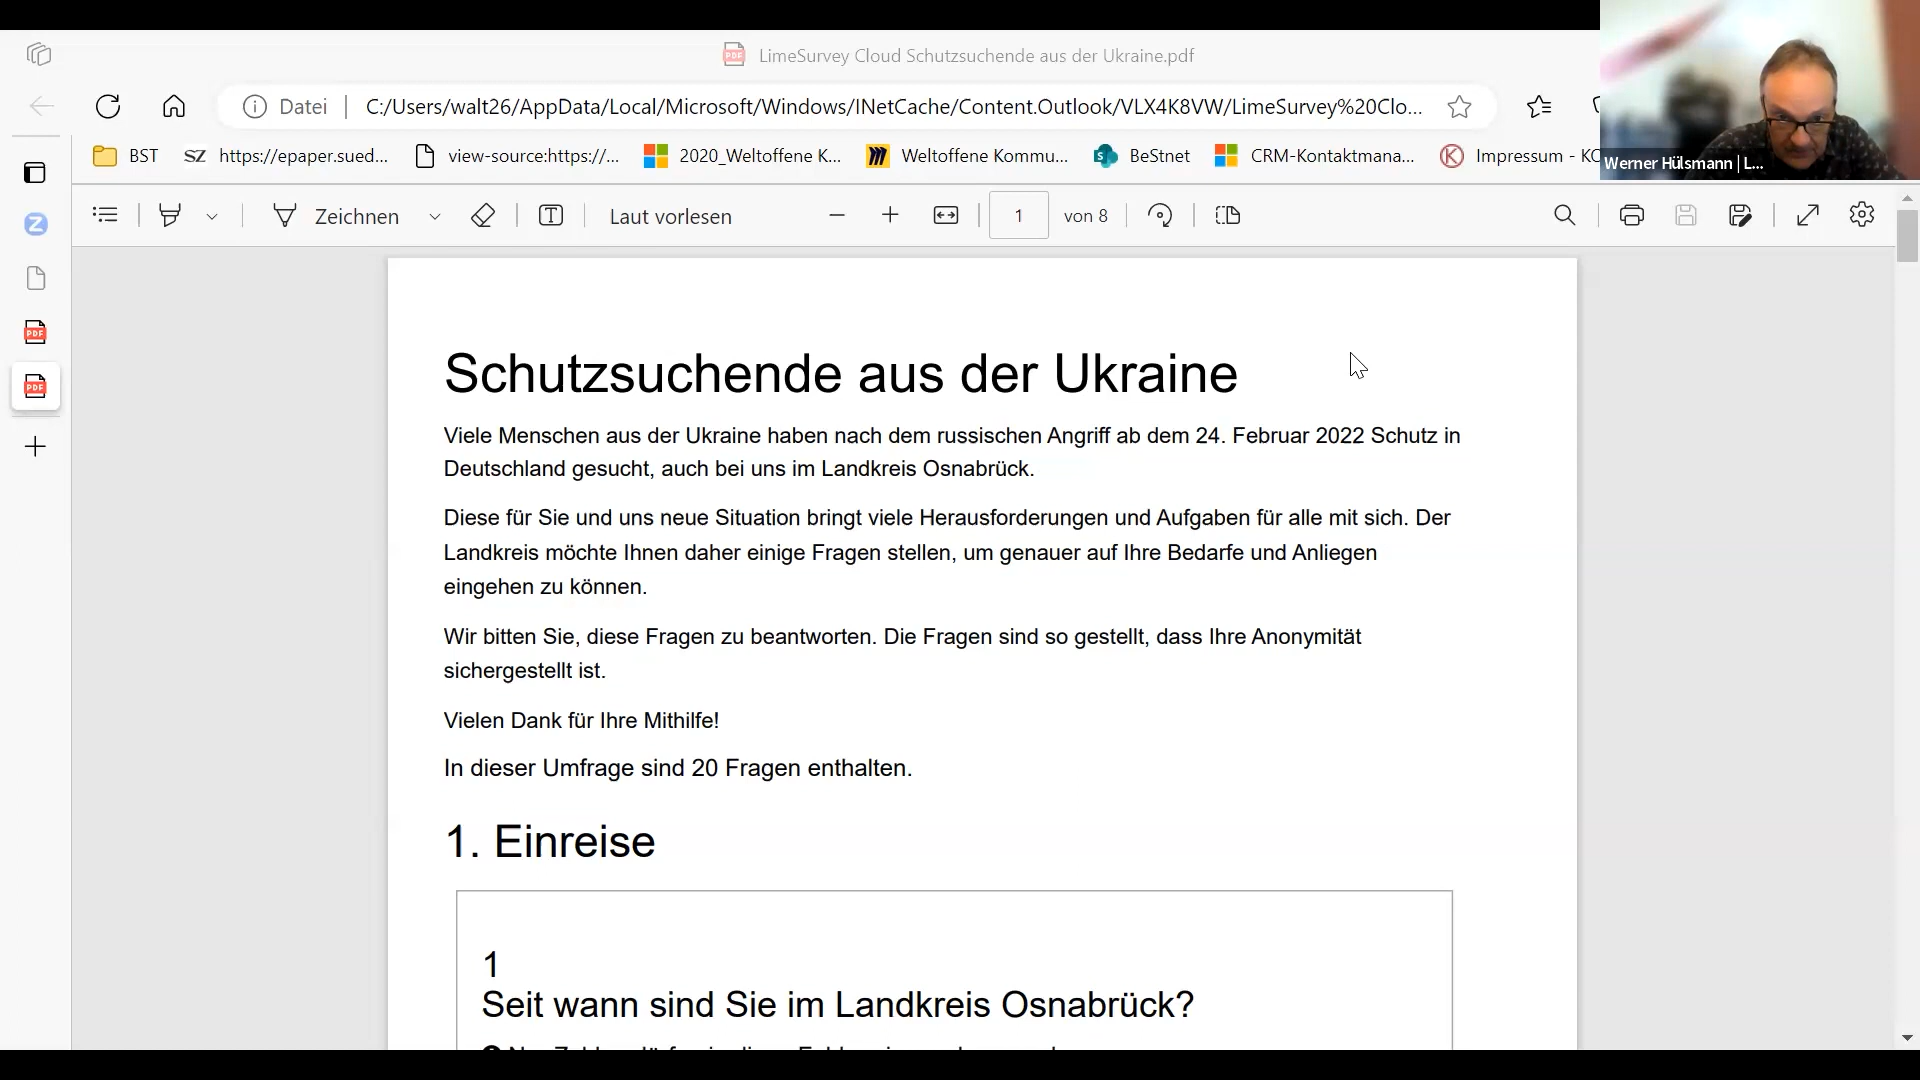 LimeSurvey Cloud Schutzsuchende aus der Ukraine.pdf
Datei C:/Users/walt26/AppData/Local/Microsoft/Windows/INetCache/Content.Outlook/VLX4K8VW/LimeSurvey%20Clo...
BST SZ https://epaper.sued... view-source:https://... 2020_Weltoffene K... Weltoffene Kommu... BeStnet CRM-Kontaktmana... Impressum - KO
Werner Hülsmann | L...
Zeichnen Laut vorlesen 1 von 8
Schutzsuchende aus der Ukraine
Viele Menschen aus der Ukraine haben nach dem russischen Angriff ab dem 24. Februar 2022 Schutz in
Deutschland gesucht, auch bei uns im Landkreis Osnabrück.
Diese für Sie und uns neue Situation bringt viele Herausforderungen und Aufgaben für alle mit sich. Der
Landkreis möchte Ihnen daher einige Fragen stellen, um genauer auf Ihre Bedarfe und Anliegen
eingehen zu können.
Wir bitten Sie, diese Fragen zu beantworten. Die Fragen sind so gestellt, dass Ihre Anonymität
sichergestellt ist.
Vielen Dank für Ihre Mithilfe!
In dieser Umfrage sind 20 Fragen enthalten.
1. Einreise
1
Seit wann sind Sie im Landkreis Osnabrück?